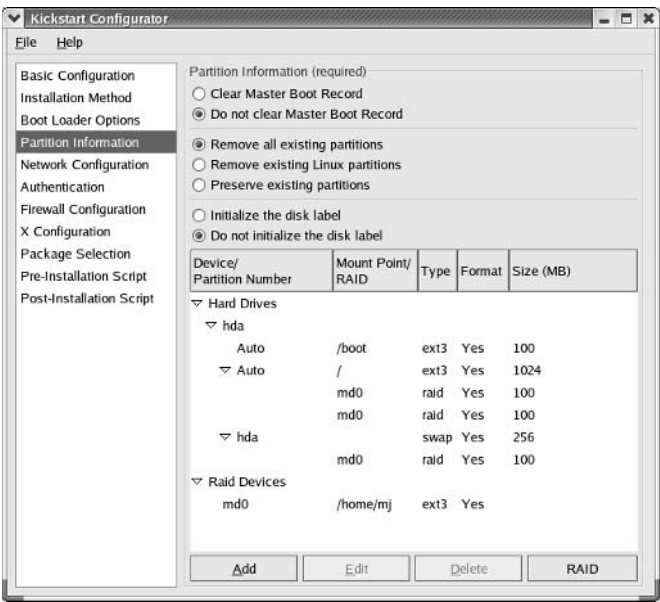 Kickstart Configurator
File Help
Basic Configuration
Installation Method
Boot Loader Options
Partition Information
Network Configuration
Authentication
Firewall Configuration
X Configuration
Package Selection
Pre-Installation Script
Post-Installation Script
Partition Information (required)
Clear Master Boot Record
Do not clear Master Boot Record
Remove all existing partitions
Remove existing Linux partitions
Preserve existing partitions
Initialize the disk label
Do not initialize the disk label
Device/ Mount Point/
Partition Number RAID Type Format Size (MB)
Hard Drives
hda
Auto /boot ext3 Yes 100
Auto / ext3 Yes 1024
md0 raid Yes 100
md0 raid Yes 100
hda swap Yes 256
md0 raid Yes 100
Raid Devices
md0 /home/mj ext3 Yes
Add Edit Delete RAID